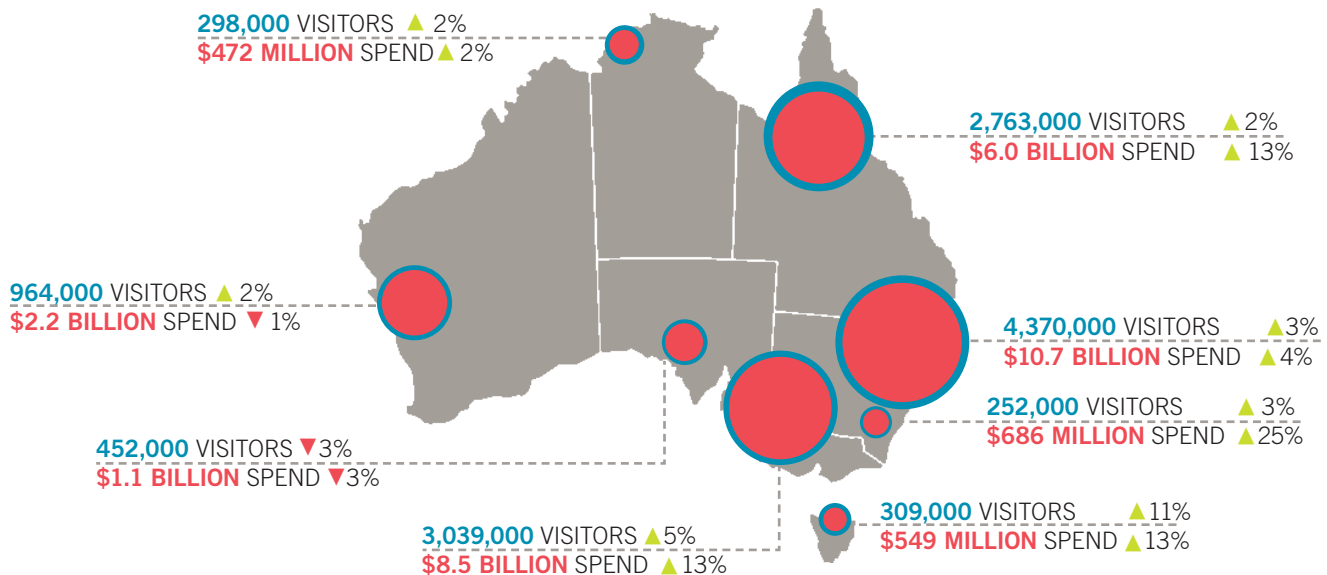 298,000 VISITORS ▲ 2%
$472 MILLION SPEND ▲ 2%
2,763,000 VISITORS ▲ 2%
$6.0 BILLION SPEND ▲ 13%
964,000 VISITORS ▲ 2%
$2.2 BILLION SPEND ▼ 1%
4,370,000 VISITORS ▲ 3%
$10.7 BILLION SPEND ▲ 4%
252,000 VISITORS ▲ 3%
$686 MILLION SPEND ▲ 25%
452,000 VISITORS ▼ 3%
$1.1 BILLION SPEND ▼ 3%
309,000 VISITORS ▲ 11%
$549 MILLION SPEND ▲ 13%
3,039,000 VISITORS ▲ 5%
$8.5 BILLION SPEND ▲ 13%